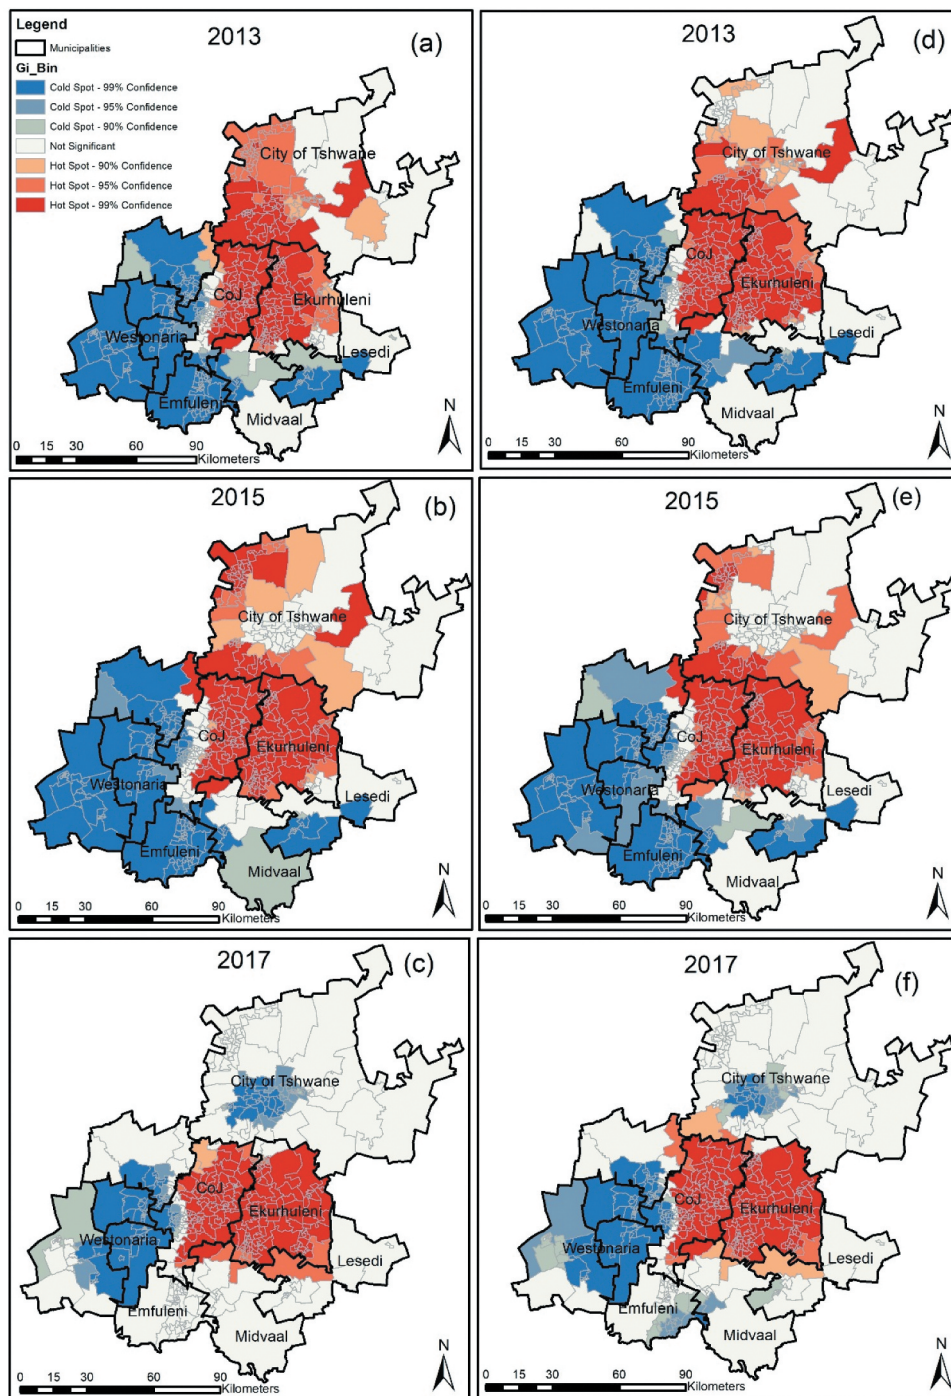 Legend
Municipalities
Gi_Bin
Cold Spot - 99% Confidence
Cold Spot - 95% Confidence
Cold Spot - 90% Confidence
Not Significant
Hot Spot - 90% Confidence
Hot Spot - 95% Confidence
Hot Spot - 99% Confidence
2013
(a)
City of Tshwane
CoJ
Ekurhuleni
Westonaria
Lesedi
Emfuleni
Midvaal
N
0 15 30 60 90
Kilometers
2013
(d)
City of Tshwane
CoJ
Ekurhuleni
Westonaria
Lesedi
Emfuleni
Midvaal
N
0 15 30 60 90
Kilometers
2015
(b)
City of Tshwane
CoJ
Ekurhuleni
Westonaria
Lesedi
Emfuleni
Midvaal
N
0 15 30 60 90
Kilometers
2015
(e)
City of Tshwane
CoJ
Ekurhuleni
Westonaria
Lesedi
Emfuleni
Midvaal
N
0 15 30 60 90
Kilometers
2017
(c)
City of Tshwane
CoJ
Ekurhuleni
Westonaria
Lesedi
Emfuleni
Midvaal
N
0 15 30 60 90
Kilometers
2017
(f)
City of Tshwane
CoJ
Ekurhuleni
Westonaria
Lesedi
Emfuleni
Midvaal
N
0 15 30 60 90
Kilometers